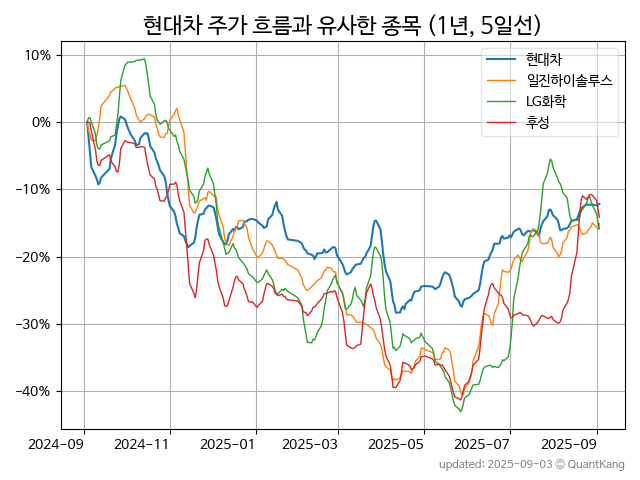 현대차 주가 흐름과 유사한 종목 (1년, 5일선)
현대차
일진하이솔루스
LG화학
후성
10%
0%
−10%
−20%
−30%
−40%
2024−09
2024−11
2025−01
2025−03
2025−05
2025−07
2025−09
updated: 2025-09-03 © QuantKang